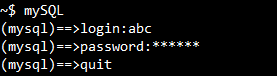 ~$ mySQL
(mysql)==>login:abc
(mysql)==>password:******
(mysql)==>quit